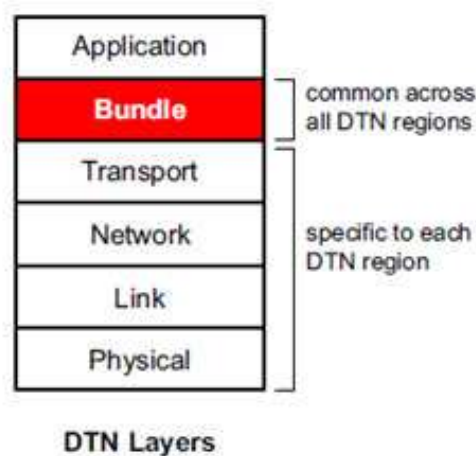 Application
Bundle
common across
all DTN regions
Transport
Network
specific to each
DTN region
Link
Physical
DTN Layers